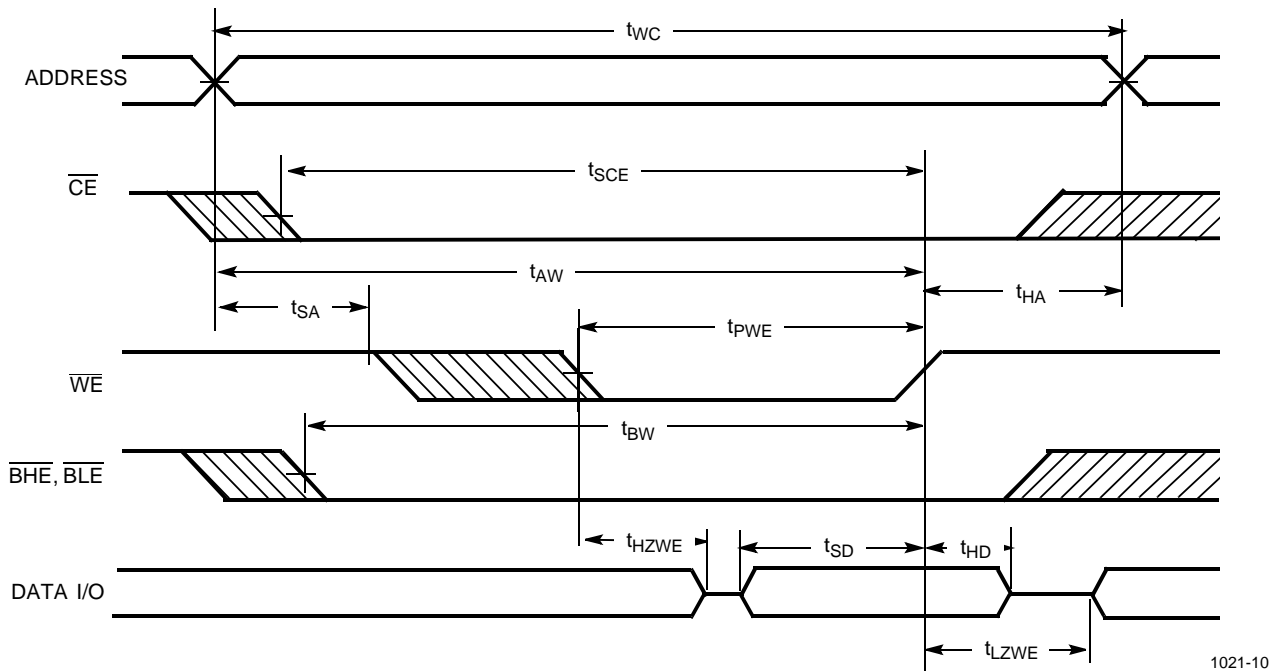 tWC
ADDRESS
tSCE
CE
tAW
tSA
tHA
tPWE
WE
tBW
BHE, BLE
tHZWE
tSD
tHD
DATA I/O
tLZWE
1021-10